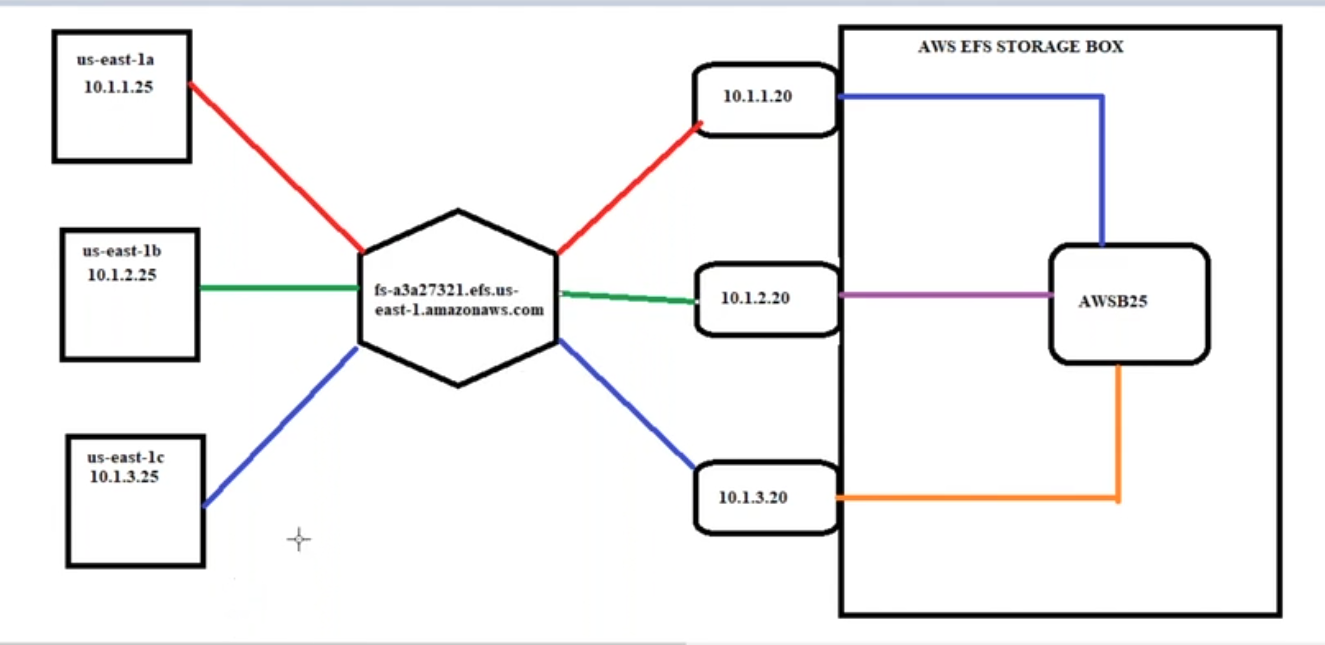 AWS EFS STORAGE BOX
us-east-1a
10.1.1.25
10.1.1.20
us-east-1b
10.1.2.25
fs-a3a27321.efs.us-
east-1.amazonaws.com
10.1.2.20
AWSB25
us-east-1c
10.1.3.25
10.1.3.20